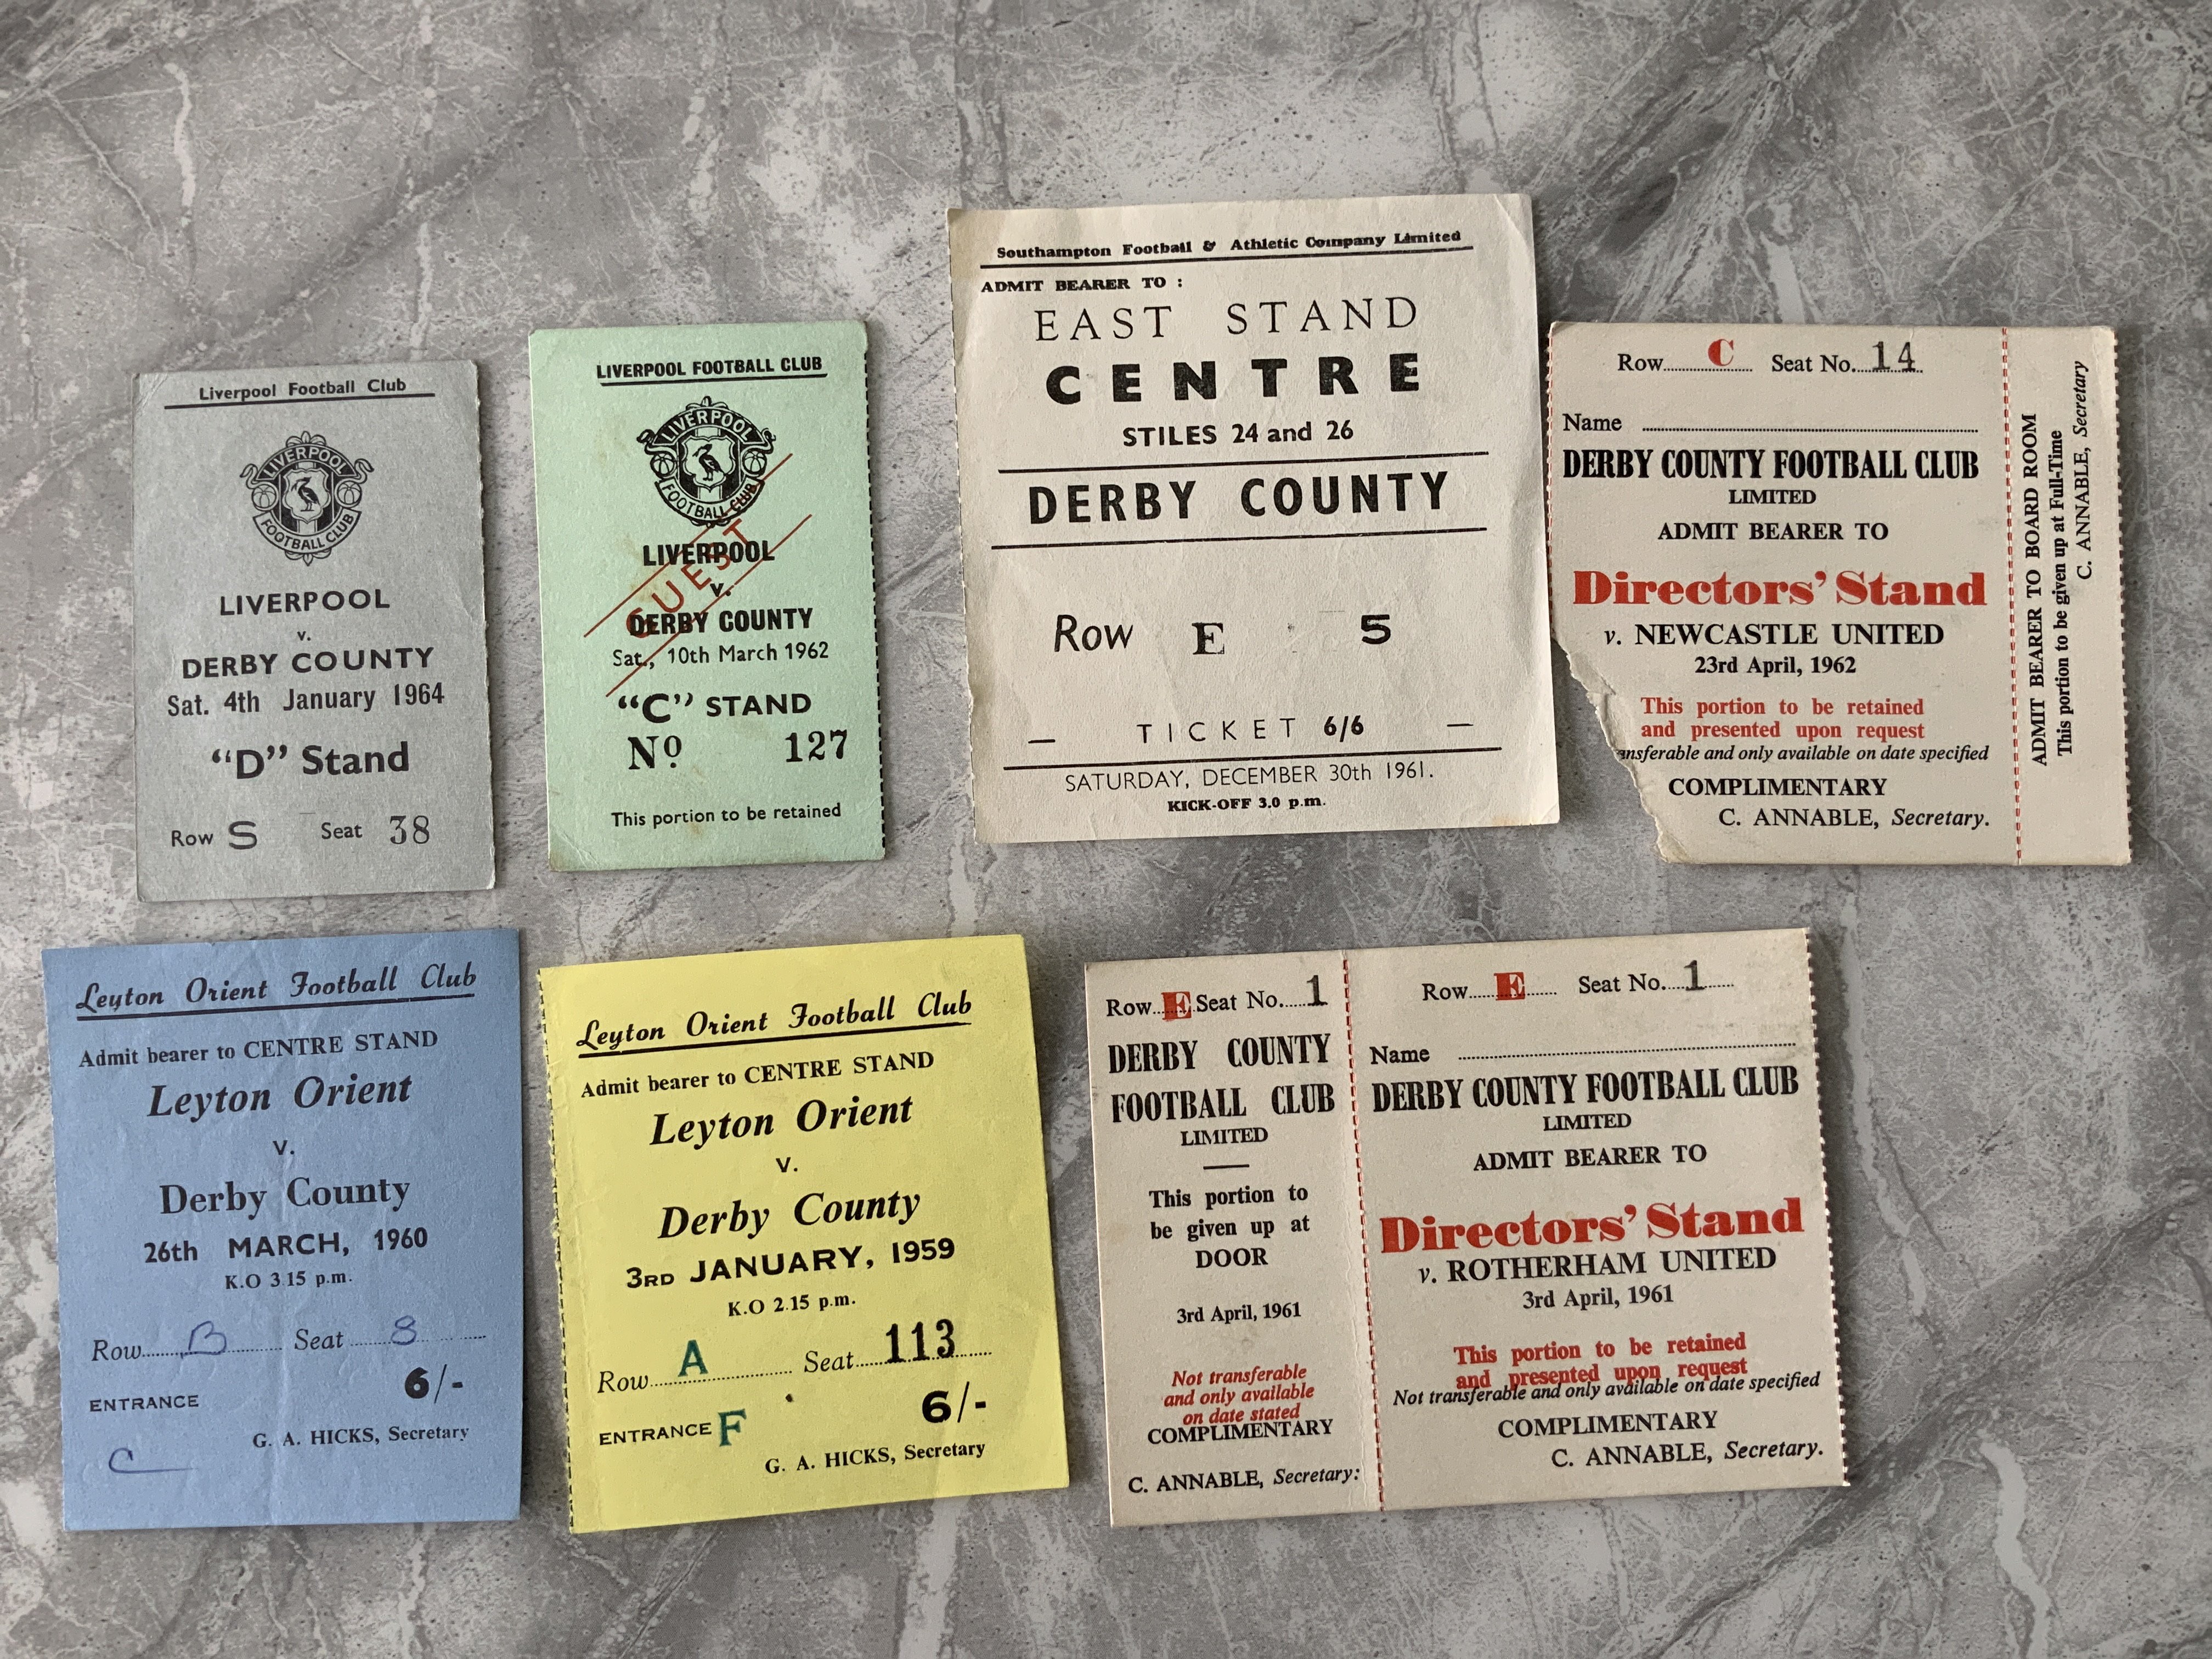 Liverpool Football Club
LIVERPOOL
FOOTBALL CLUB
LIVERPOOL
v.
DERBY COUNTY
Sat. 4th January 1964
"D" Stand
Row S Seat 38
LIVERPOOL FOOTBALL CLUB
LIVERPOOL
FOOTBALL CLUB
GUEST
LIVERPOOL
v.
DERBY COUNTY
Sat., 10th March 1962
"C" STAND
Nº 127
This portion to be retained
Southampton Football & Athletic Company Limited
ADMIT BEARER TO :
EAST STAND
CENTRE
STILES 24 and 26
DERBY COUNTY
Row E 5
— TICKET 6/6 —
SATURDAY, DECEMBER 30th 1961.
KICK-OFF 3.0 p.m.
Row C Seat No. 14
Name
DERBY COUNTY FOOTBALL CLUB
LIMITED
ADMIT BEARER TO
Directors' Stand
v. NEWCASTLE UNITED
23rd April, 1962
This portion to be retained
and presented upon request
ansferable and only available on date specified
COMPLIMENTARY
C. ANNABLE, Secretary.
ADMIT BEARER TO BOARD ROOM
This portion to be given up at Full-Time
C. ANNABLE, Secretary
Leyton Orient Football Club
Admit bearer to CENTRE STAND
Leyton Orient
v.
Derby County
26th MARCH, 1960
K.O 3.15 p.m.
Row B Seat 8
6/-
ENTRANCE
G. A. HICKS, Secretary
C
Leyton Orient Football Club
Admit bearer to CENTRE STAND
Leyton Orient
v.
Derby County
3RD JANUARY, 1959
K.O 2.15 p.m.
Row A Seat 113
6/-
ENTRANCE F
G. A. HICKS, Secretary
Row E Seat No. 1
DERBY COUNTY
FOOTBALL CLUB
LIMITED
This portion to
be given up at
DOOR
3rd April, 1961
Not transferable
and only available
on date stated
COMPLIMENTARY
C. ANNABLE, Secretary:
Row E Seat No. 1
Name
DERBY COUNTY FOOTBALL CLUB
LIMITED
ADMIT BEARER TO
Directors' Stand
v. ROTHERHAM UNITED
3rd April, 1961
This portion to be retained
and presented upon request
Not transferable and only available on date specified
COMPLIMENTARY
C. ANNABLE, Secretary.